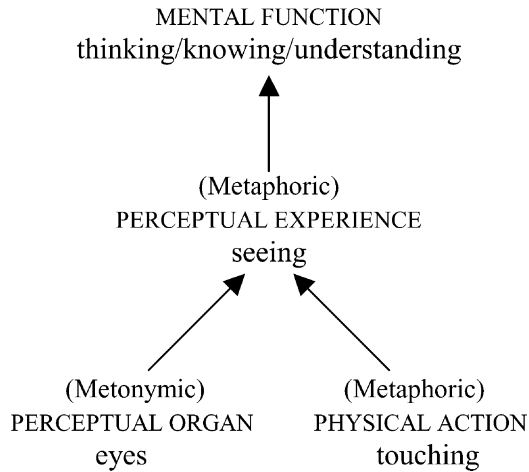 MENTAL FUNCTION
thinking/knowing/understanding
(Metaphoric)
PERCEPTUAL EXPERIENCE
seeing
(Metonymic)
PERCEPTUAL ORGAN
eyes
(Metaphoric)
PHYSICAL ACTION
touching